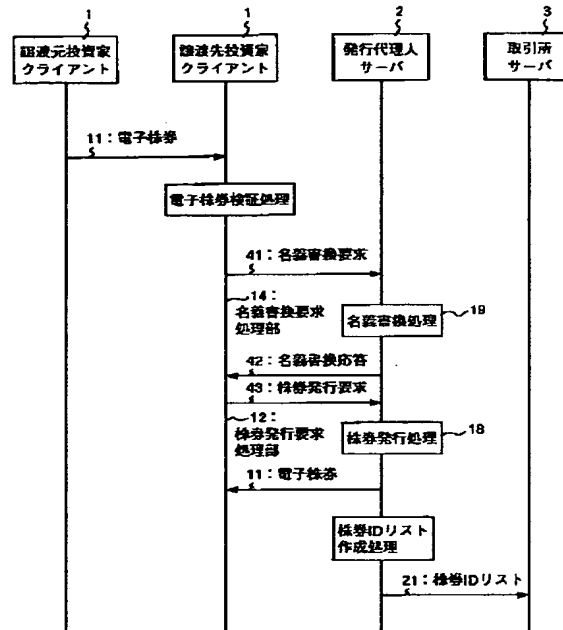 1
1
2
3
譲渡元投資家
クライアント
譲渡先投資家
クライアント
発行代理人
サーバ
取引所
サーバ
11：電子株券
電子株券検証処理
41：名義書換要求
14：
名義書換要求
処理部
名義書換処理
19
42：名義書換応答
43：株券発行要求
12：
株券発行要求
処理部
株券発行処理
18
11：電子株券
株券IDリスト
作成処理
21：株券IDリスト